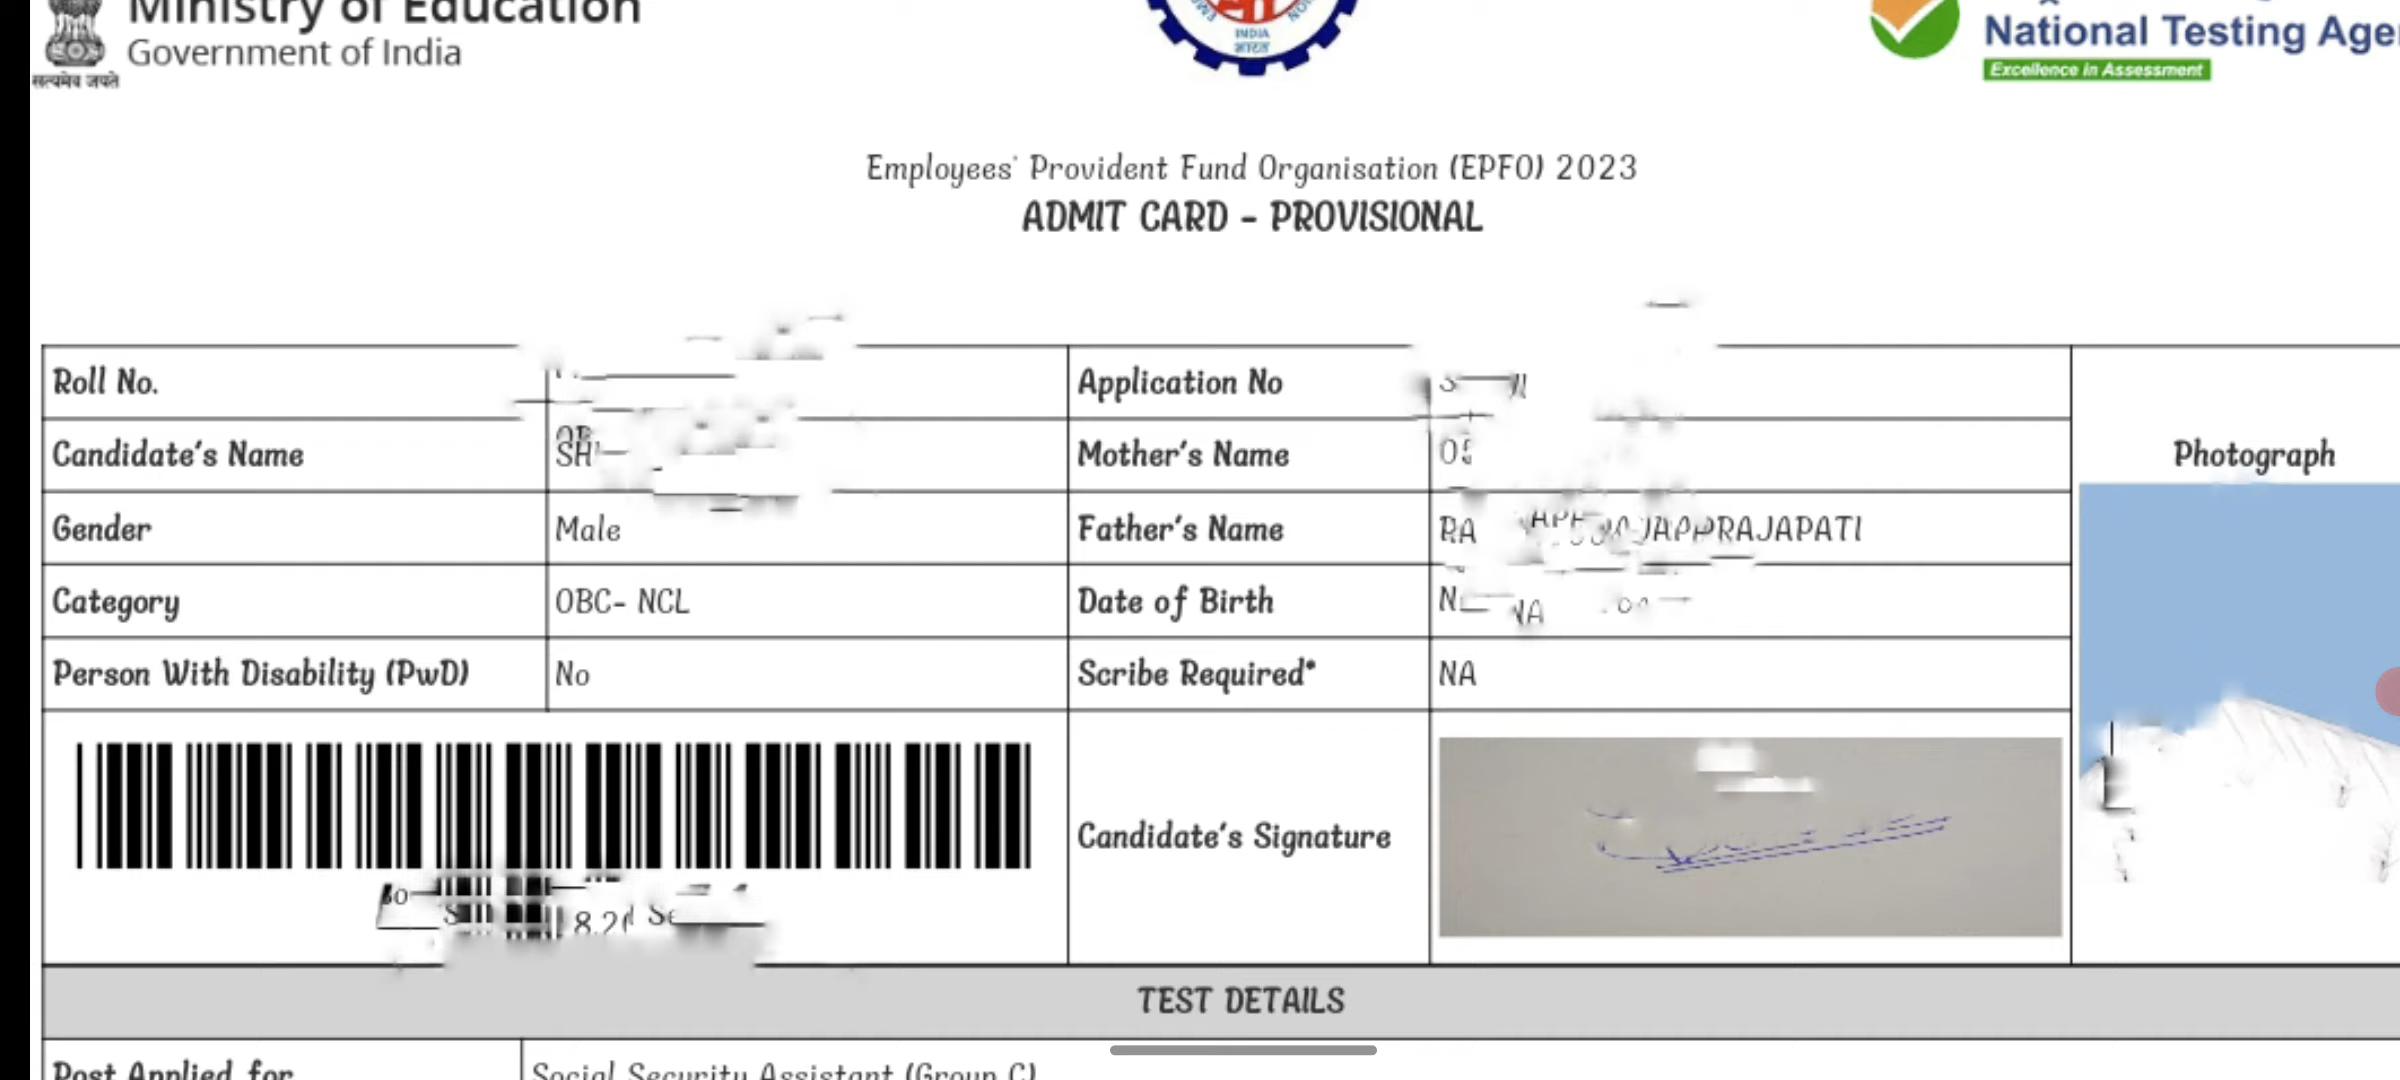 Ministry of Education
Government of India
सत्यमेव जयते
INDIA
भारत
National Testing
Excellence in Assessment
Employees' Provident Fund Organisation (EPFO) 2023
ADMIT CARD - PROVISIONAL
Roll No.
Application No
Candidate's Name
Mother's Name
Photograph
Gender Male
Father's Name PRAJAPATI
Category OBC- NCL
Date of Birth
Person With Disability (PwD) No
Scribe Required* NA
Candidate's Signature
TEST DETAILS
Post Applied for Social Security Assistant (Group C)